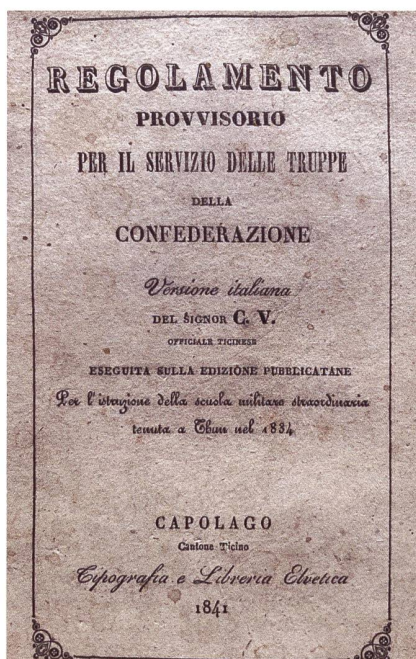 REGOLAMENTO
PROVVISORIO
PER IL SERVIZIO DELLE TRUPPE
DELLA
CONFEDERAZIONE
Versione italiana
DEL SIGNOR C. V.
OFFICIALE TICINESE
ESEGUITA SULLA EDIZIONE PUBBLICATANE
Per l'istruzione della scuola militare straordinaria
tenuta a Thun nel 1834
CAPOLAGO
Cantone Ticino
Tipografia e Libreria Elvetica
1841